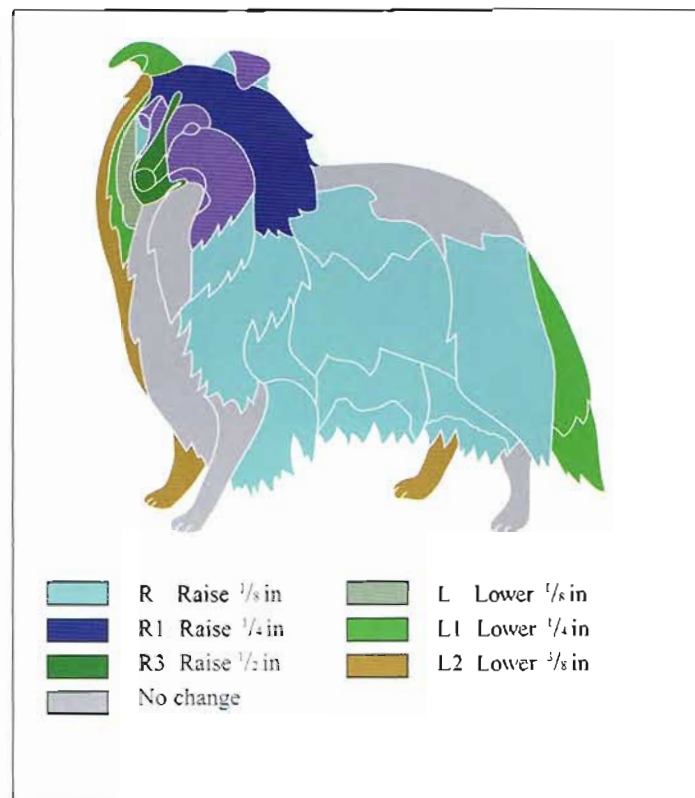 R Raise 1/8 in
R1 Raise 1/4 in
R3 Raise 1/2 in
No change
L Lower 1/8 in
L1 Lower 1/4 in
L2 Lower 3/8 in